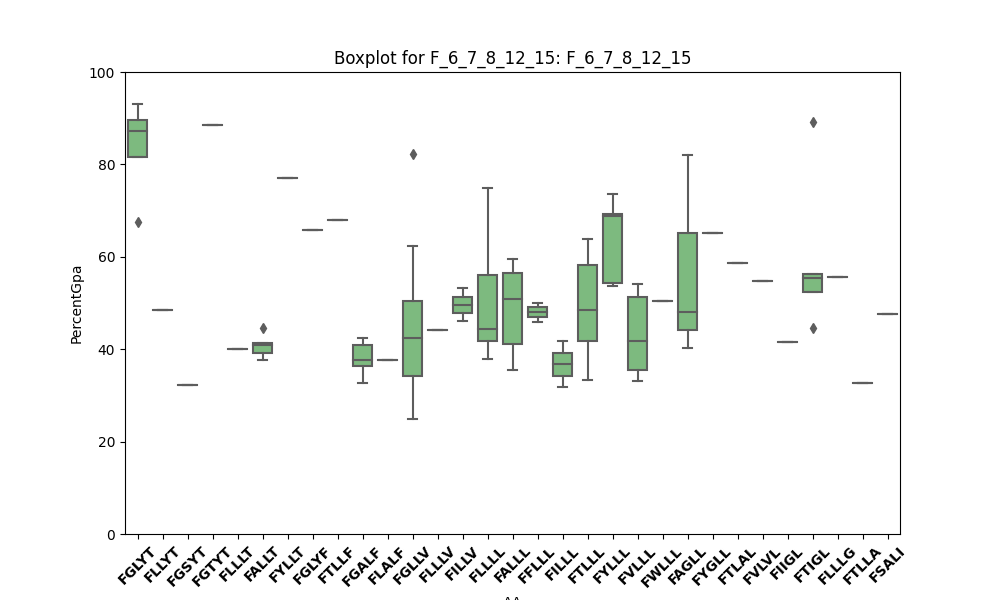 Boxplot for F_6_7_8_12_15: F_6_7_8_12_15
100
80
60
40
20
0
PercentGpa
FGLYT FLLYT FGSYT FGTYT FLLLT FALLT FYLLT FGLYF FTLLF FGALF FLALF FGLLV FLLLV FILLV FLLLL FALLL FFLLL FILLL FTLLL FYLLL FVLLL FWLLL FAGLL FYGLL FTLAL FVLVL FIIGL FTIGL FLLLG FTLLA FSALI